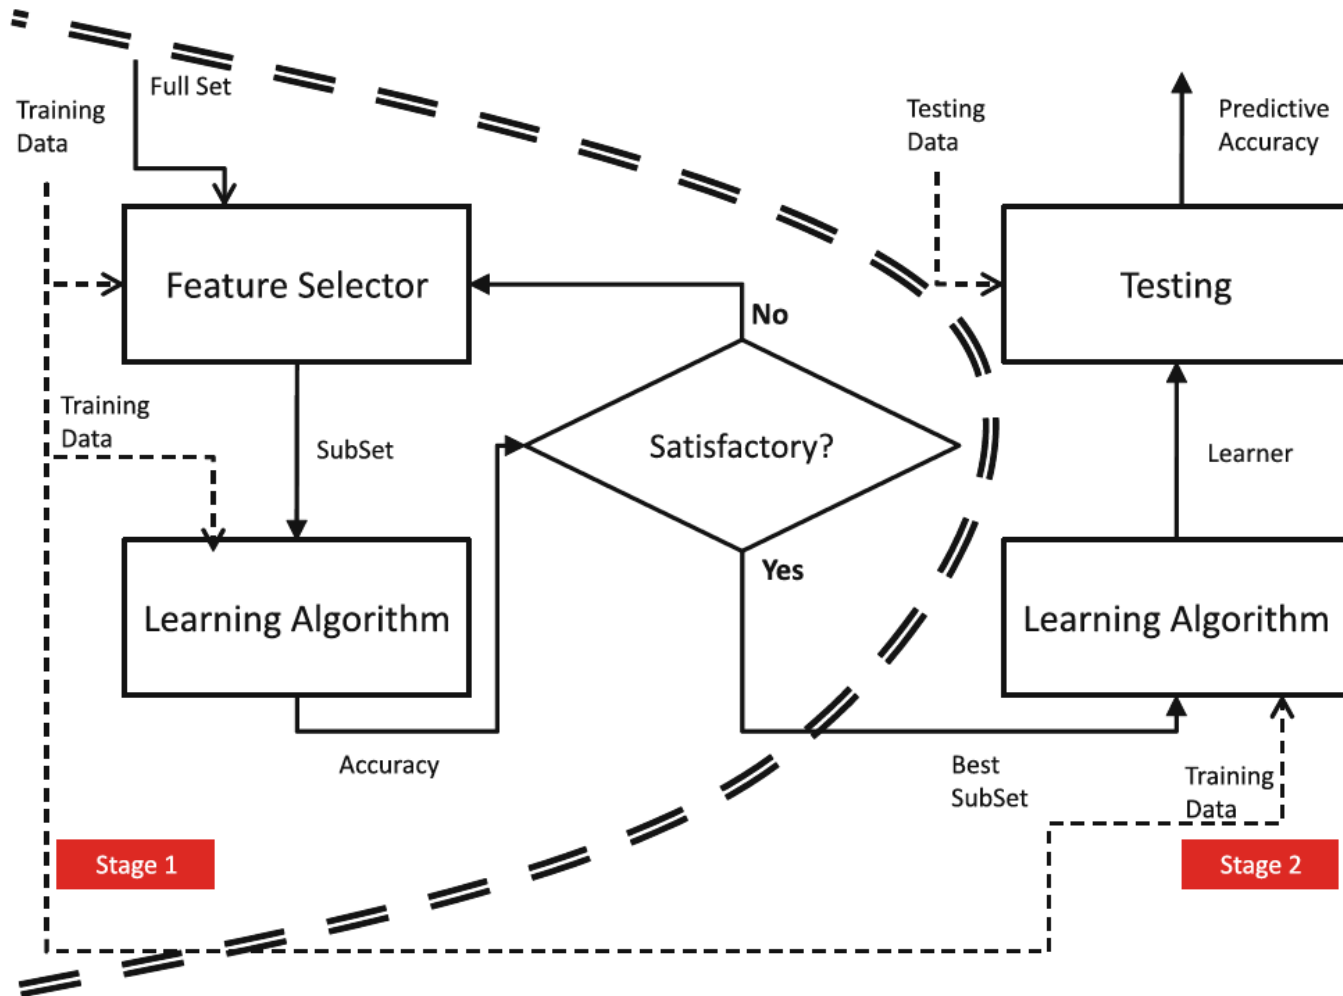 Full Set
Training
Data
Feature Selector
No
Training
Data
SubSet
Satisfactory?
Yes
Learning Algorithm
Accuracy
Stage 1
Testing
Data
Predictive
Accuracy
Testing
Learner
Learning Algorithm
Best
SubSet
Training
Data
Stage 2